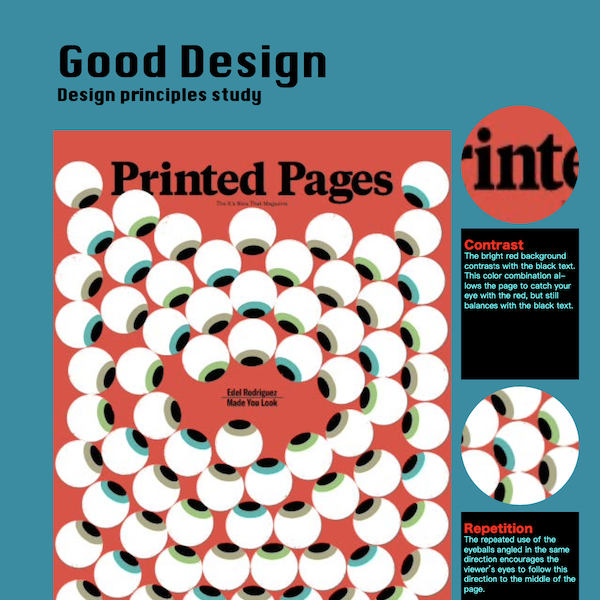 Good Design
Design principles study
Printed Pages
The It's Nice That Magazine
Edel Rodriguez
Made You Look
rinte
Contrast
The bright red background
contrasts with the black text.
This color combination al-
lows the page to catch your
eye with the red, but still
balances with the black text.
Repetition
The repeated use of the
eyeballs angled in the same
direction encourages the
viewer's eyes to follow this
direction to the middle of the
page.